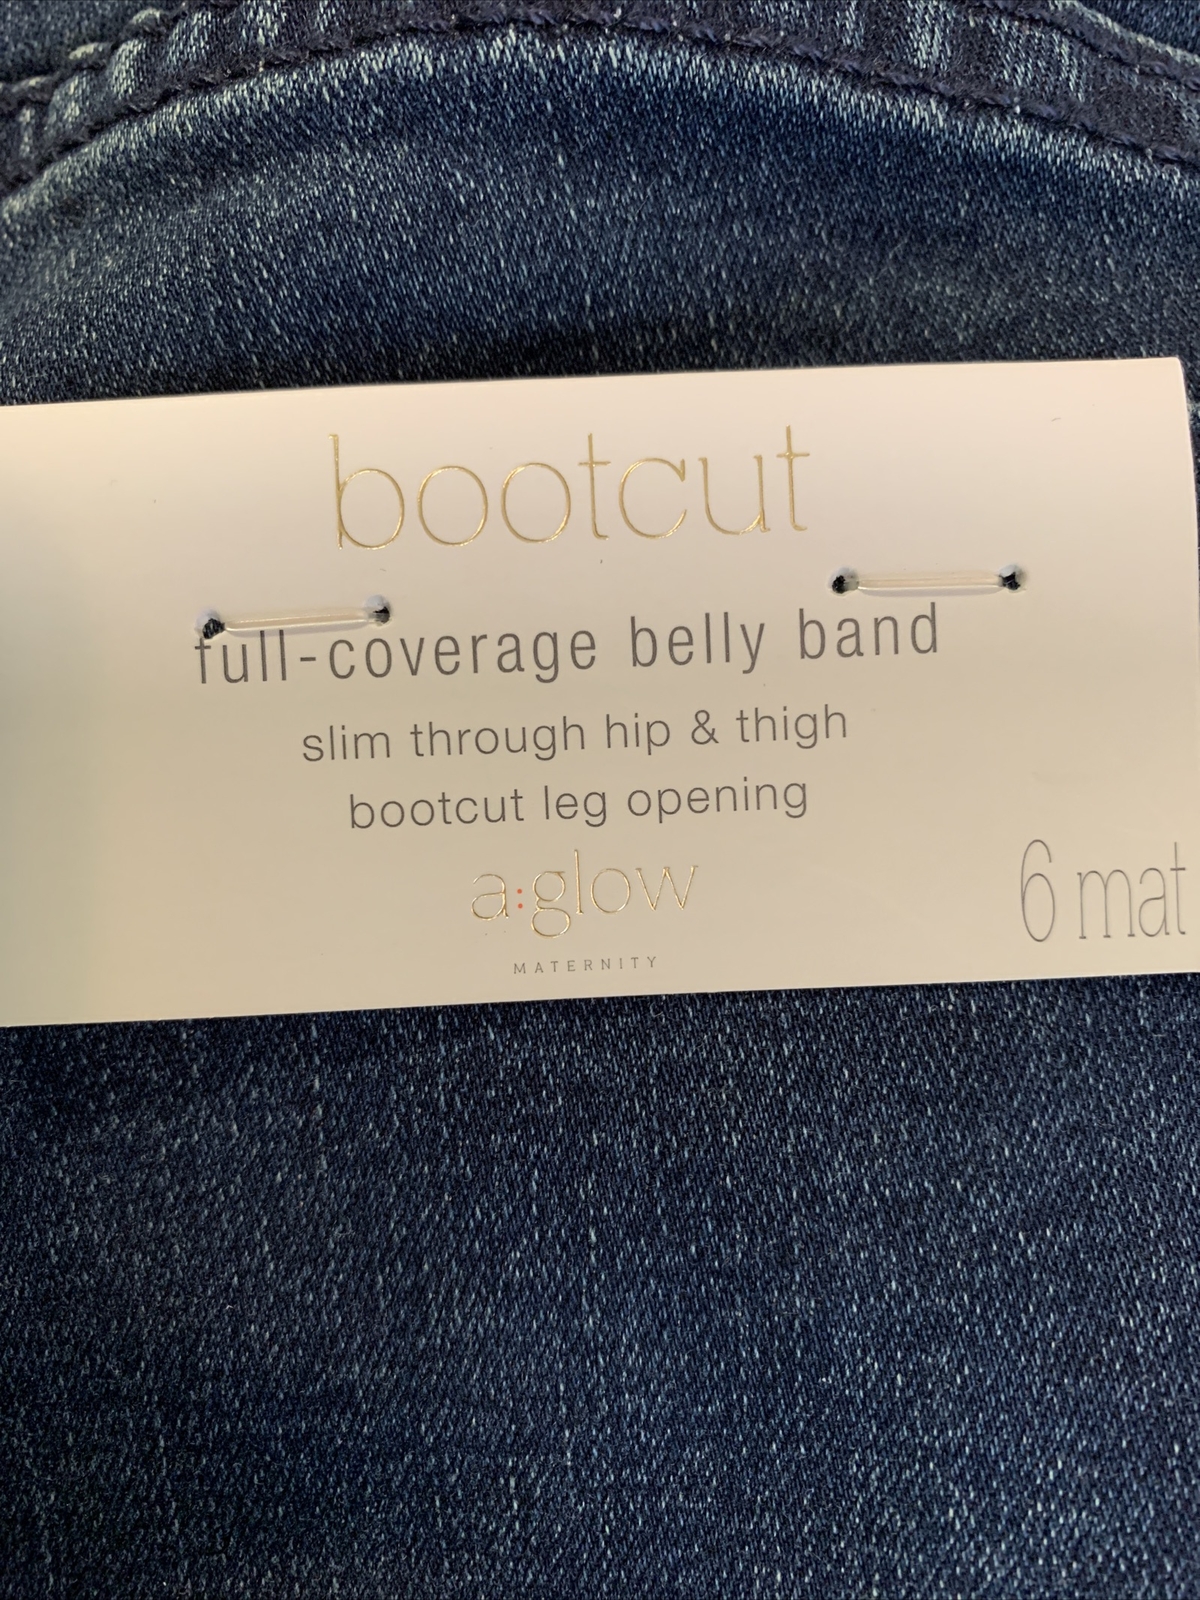 bootcut
full-coverage belly band
slim through hip & thigh
bootcut leg opening
a:glow
MATERNITY
6 mat